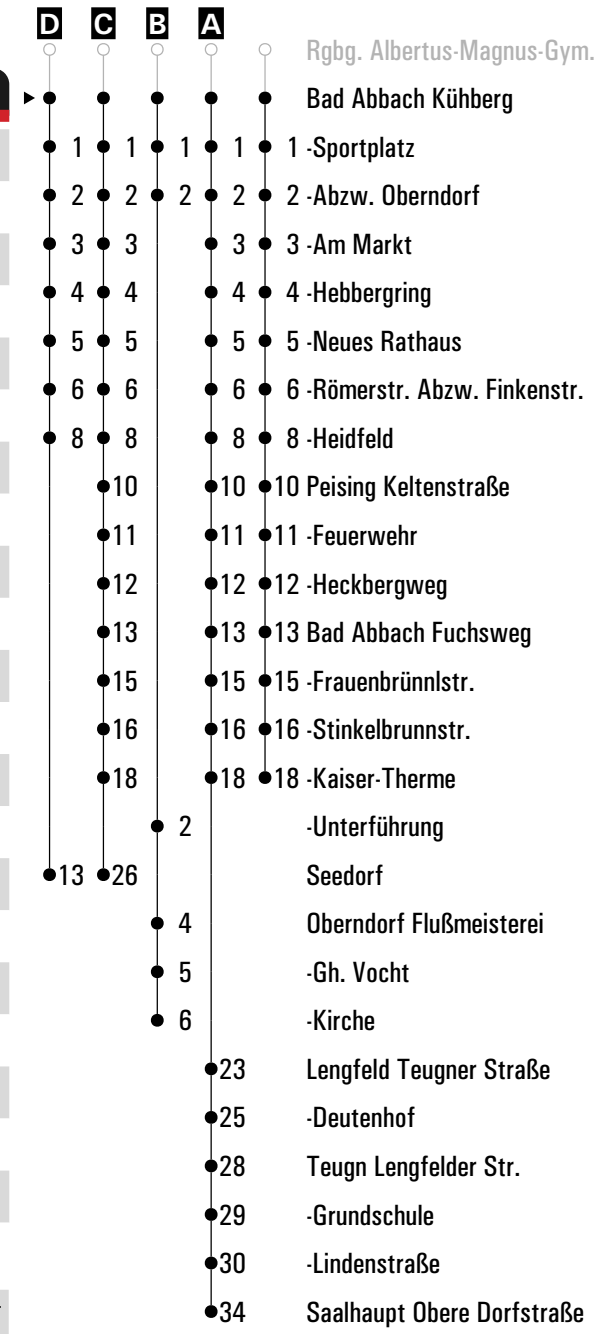 D C B A
Rgbg. Albertus-Magnus-Gym.
Bad Abbach Kühberg
1 1 1 1 1 -Sportplatz
2 2 2 2 2 -Abzw. Oberndorf
3 3 3 3 -Am Markt
4 4 4 4 -Hebbergring
5 5 5 5 -Neues Rathaus
6 6 6 6 -Römerstr. Abzw. Finkenstr.
8 8 8 8 -Heidfeld
10 10 10 Peising Keltenstraße
11 11 11 -Feuerwehr
12 12 12 -Heckbergweg
13 13 13 Bad Abbach Fuchsweg
15 15 15 -Frauenbrünnlstr.
16 16 16 -Stinkelbrunnstr.
18 18 18 -Kaiser-Therme
2 -Unterführung
13 26 Seedorf
4 Oberndorf Flußmeisterei
5 -Gh. Vocht
6 -Kirche
23 Lengfeld Teugner Straße
25 -Deutenhof
28 Teugn Lengfelder Str.
29 -Grundschule
30 -Lindenstraße
34 Saalhaupt Obere Dorfstraße